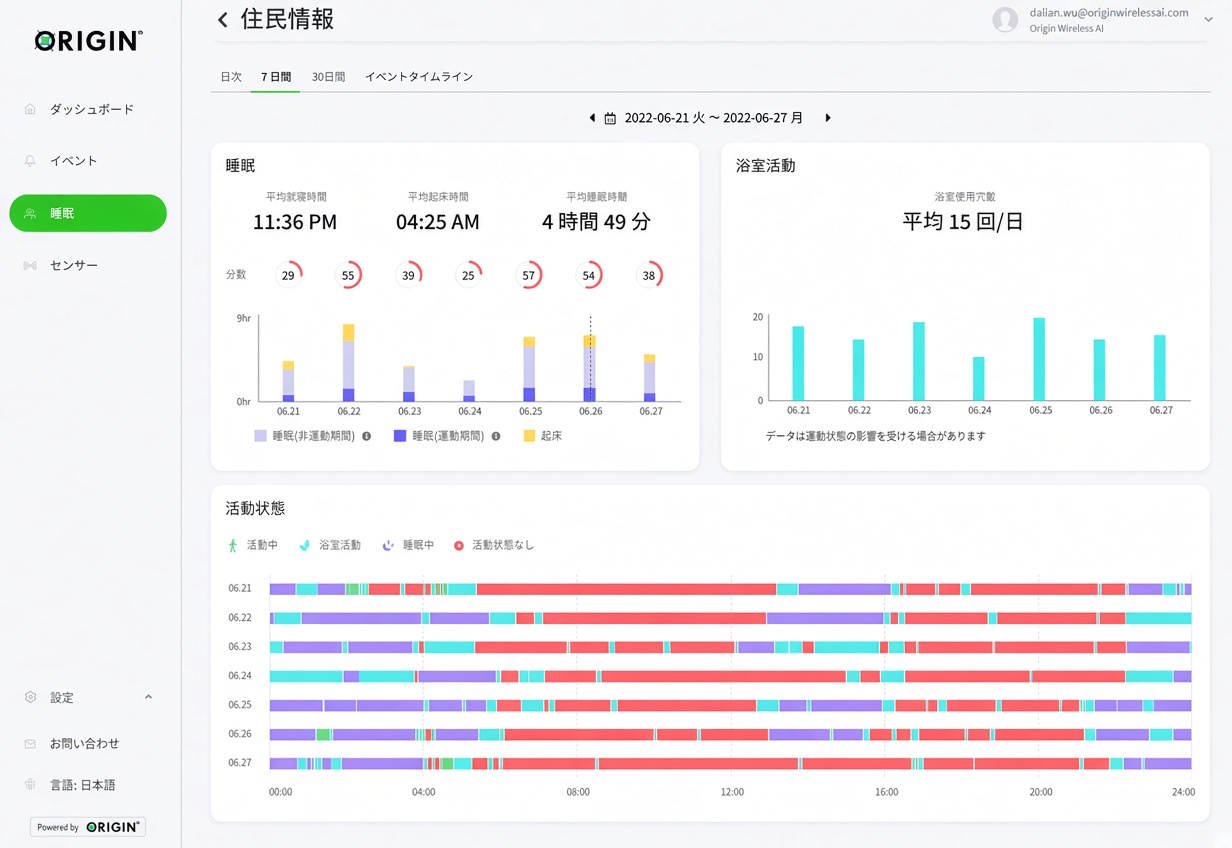 ORIGIN
住民情報
dalian.wu@originwirelessai.com
Origin Wireless AI
日次 7日間 30日間 イベントタイムライン
ダッシュボード
イベント
睡眠
センサー
2022-06-21 火 ～ 2022-06-27 月
睡眠
平均就寝時間 平均起床時間 平均睡眠時間
11:36 PM 04:25 AM 4 時間 49 分
分数 29 55 39 25 57 54 38
9hr
0hr
06.21 06.22 06.23 06.24 06.25 06.26 06.27
睡眠(非運動期間) 睡眠(運動期間) 起床
浴室活動
浴室使用穴數
平均 15 回/日
20
10
0
06.21 06.22 06.23 06.24 06.25 06.26 06.27
データは運動状態の影響を受ける場合があります
活動状態
活動中 浴室活動 睡眠中 活動状態なし
06.21
06.22
06.23
06.24
06.25
06.26
06.27
00:00 04:00 08:00 12:00 16:00 20:00 24:00
設定
お問い合わせ
言語: 日本語
Powered by ORIGIN